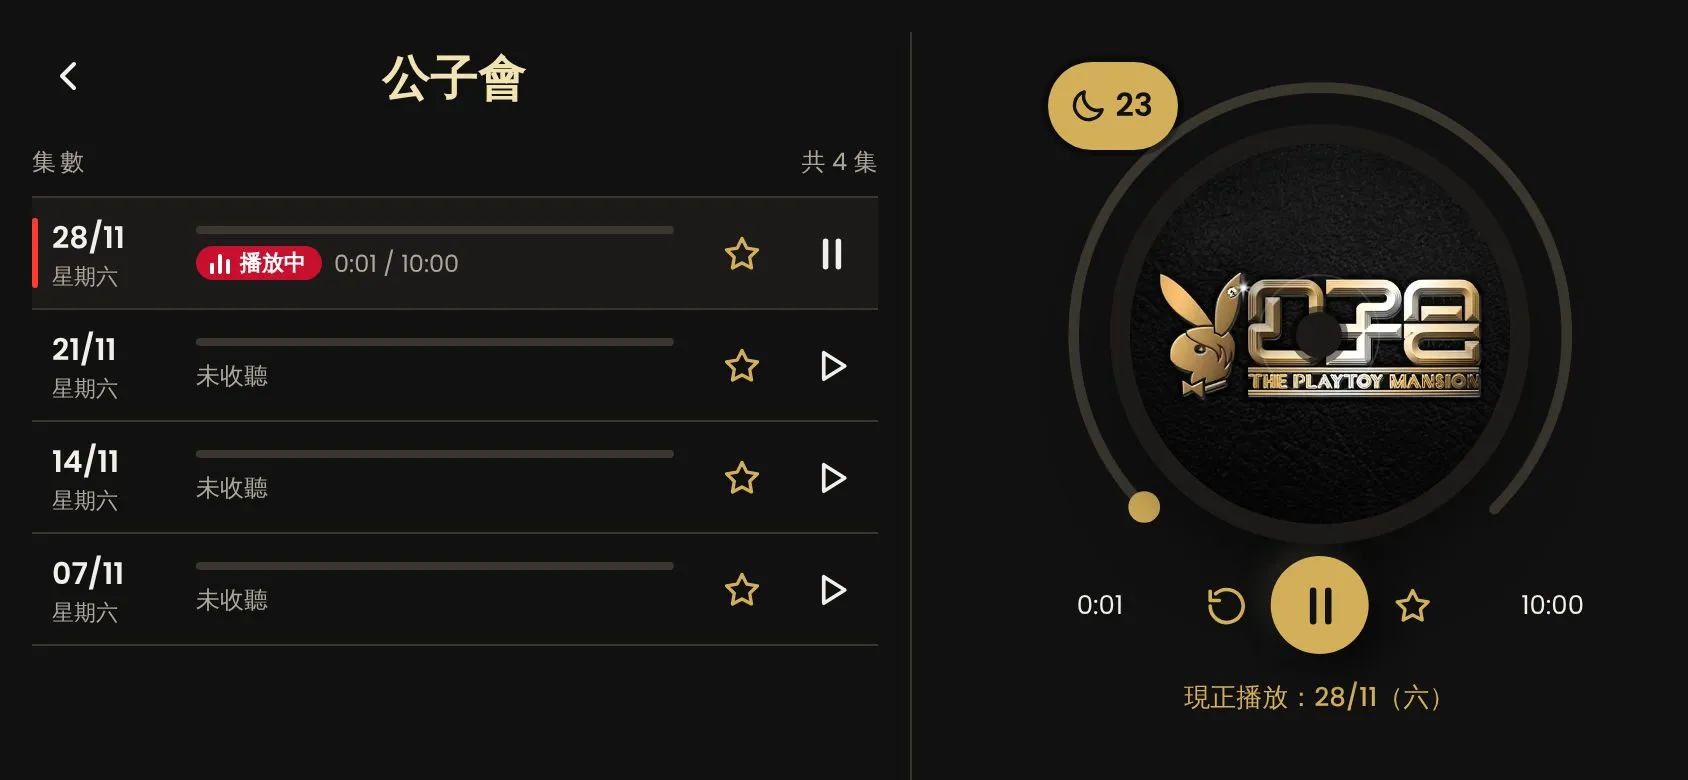 公子會
集數
共 4 集
28/11
星期六
播放中
0:01 / 10:00
21/11
星期六
未收聽
14/11
星期六
未收聽
07/11
星期六
未收聽
23
公子會
THE PLAYTOY MANSION
0:01
10:00
現正播放：28/11（六）